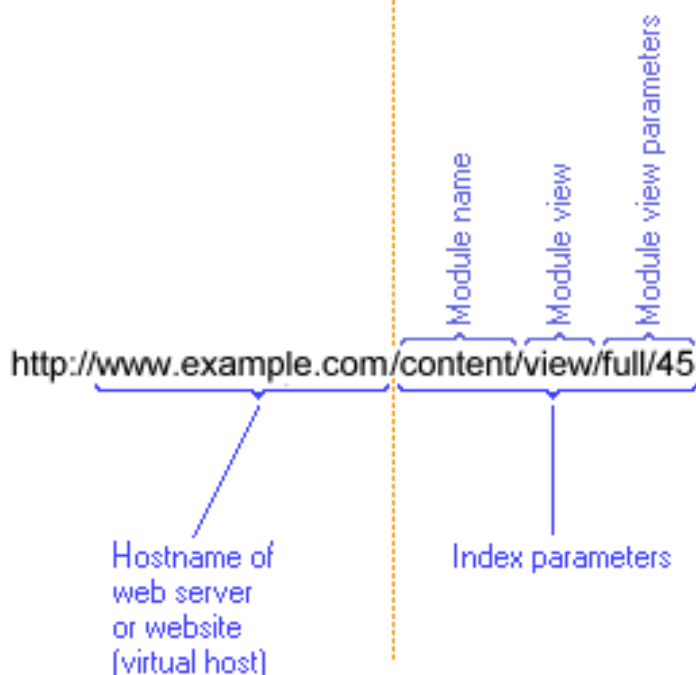 Module name
Module view
Module view parameters
http://www.example.com/content/view/full/45
Hostname of
web server
or website
(virtual host)
Index parameters